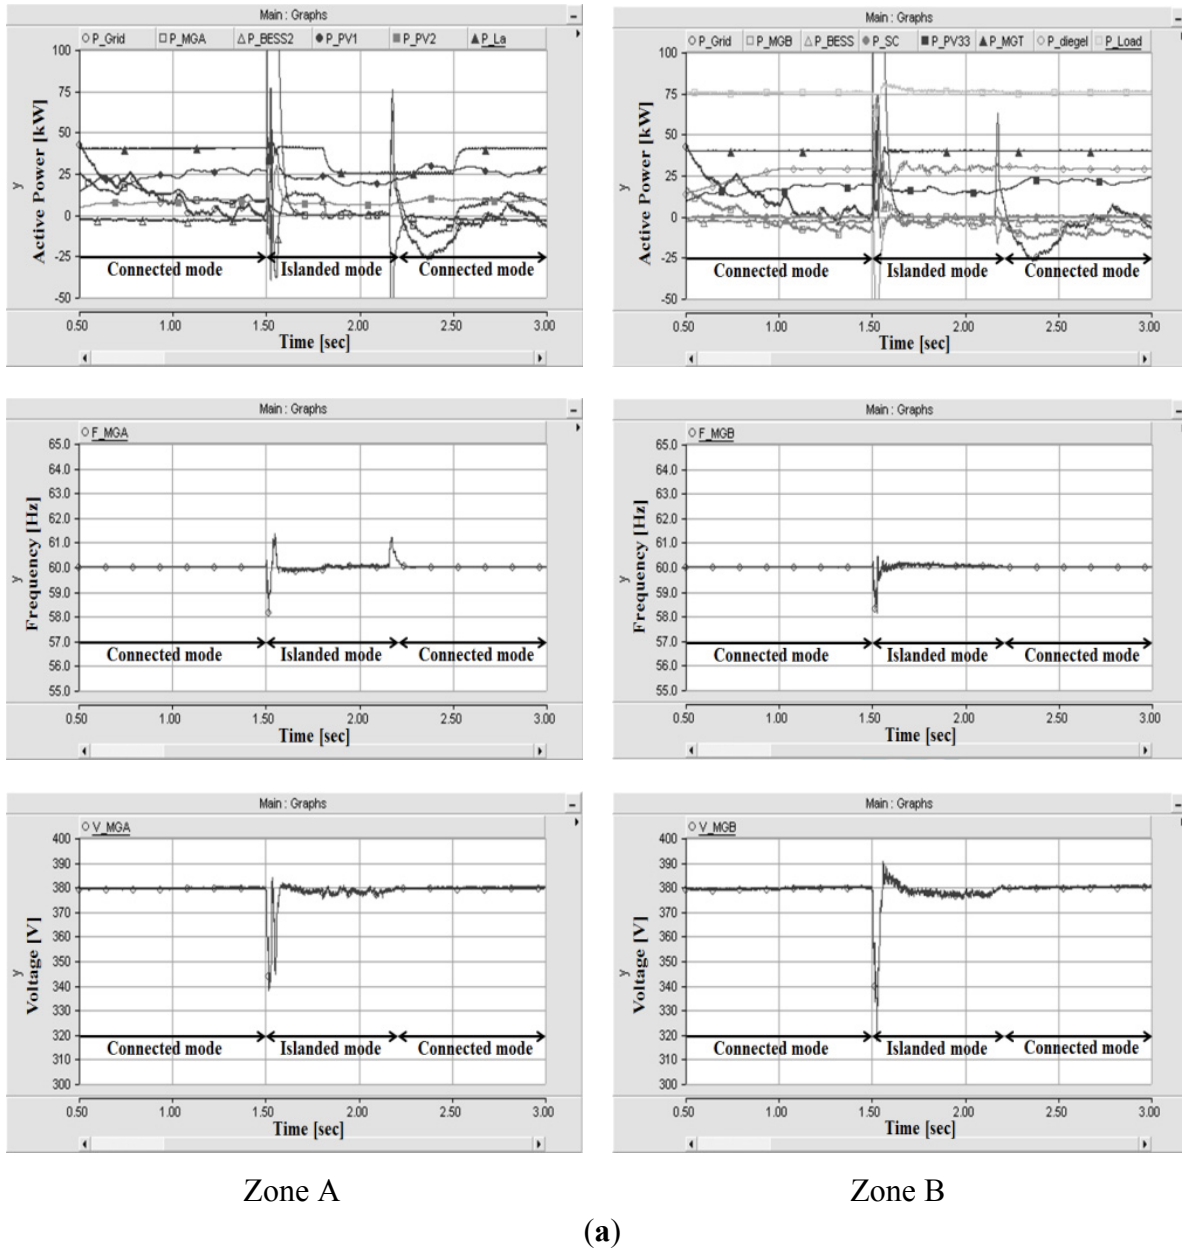 Main : Graphs
P_Grid P_MGA P_BESS2 P_PV1 P_PV2 P_La
Active Power [kW]
y
100
75
50
25
0
-25
-50
Connected mode Islanded mode Connected mode
0.50 1.00 1.50 2.00 2.50 3.00
Time [sec]
Main : Graphs
P_Grid P_MGB P_BESS P_SC P_PV33 P_MGT P_diegel P_Load
Active Power [kW]
y
100
75
50
25
0
-25
-50
Connected mode Islanded mode Connected mode
0.50 1.00 1.50 2.00 2.50 3.00
Time [sec]
Main : Graphs
F_MGA
Frequency [Hz]
y
65.0
64.0
63.0
62.0
61.0
60.0
59.0
58.0
57.0
56.0
55.0
Connected mode Islanded mode Connected mode
0.50 1.00 1.50 2.00 2.50 3.00
Time [sec]
Main : Graphs
F_MGB
Frequency [Hz]
y
65.0
64.0
63.0
62.0
61.0
60.0
59.0
58.0
57.0
56.0
55.0
Connected mode Islanded mode Connected mode
0.50 1.00 1.50 2.00 2.50 3.00
Time [sec]
Main : Graphs
V_MGA
Voltage [V]
y
400
390
380
370
360
350
340
330
320
310
300
Connected mode Islanded mode Connected mode
0.50 1.00 1.50 2.00 2.50 3.00
Time [sec]
Main : Graphs
V_MGB
Voltage [V]
y
400
390
380
370
360
350
340
330
320
310
300
Connected mode Islanded mode Connected mode
0.50 1.00 1.50 2.00 2.50 3.00
Time [sec]
Zone A Zone B
(a)